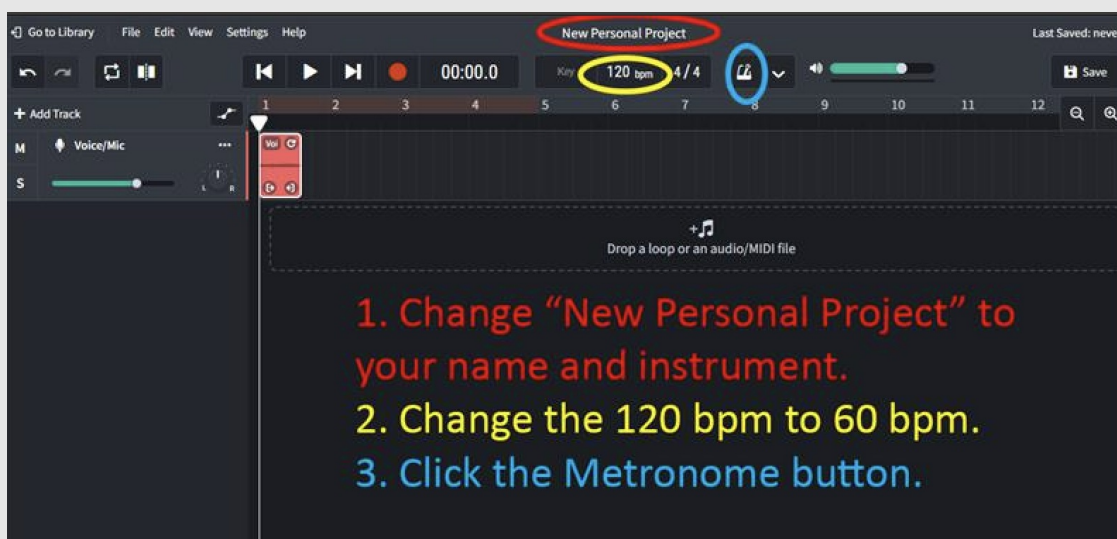 Go to Library File Edit View Settings Help New Personal Project Last Saved: neve
00:00.0 Key 120 bpm 4 / 4 Save
+ Add Track 1 2 3 4 5 6 7 8 9 10 11 12
M Voice/Mic ... Voi
S L R
Drop a loop or an audio/MIDI file
1. Change “New Personal Project” to
your name and instrument.
2. Change the 120 bpm to 60 bpm.
3. Click the Metronome button.